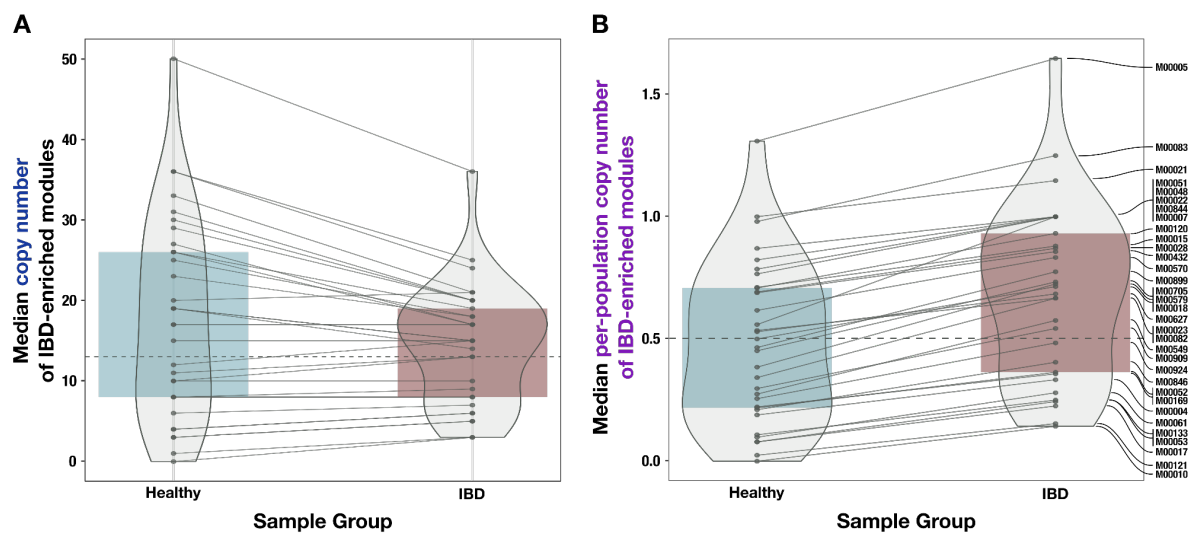 A
Median copy number
of IBD-enriched modules
50
40
30
20
10
0
Healthy
IBD
Sample Group
B
Median per-population copy number
of IBD-enriched modules
1.5
1.0
0.5
0.0
Healthy
IBD
Sample Group
M00005
M00083
M00021
M00051
M00048
M00022
M00844
M00007
M00120
M00015
M00028
M00432
M00570
M00899
M00705
M00579
M00018
M00627
M00023
M00082
M00549
M00909
M00924
M00846
M00052
M00169
M00004
M00061
M00133
M00053
M00017
M00121
M00010